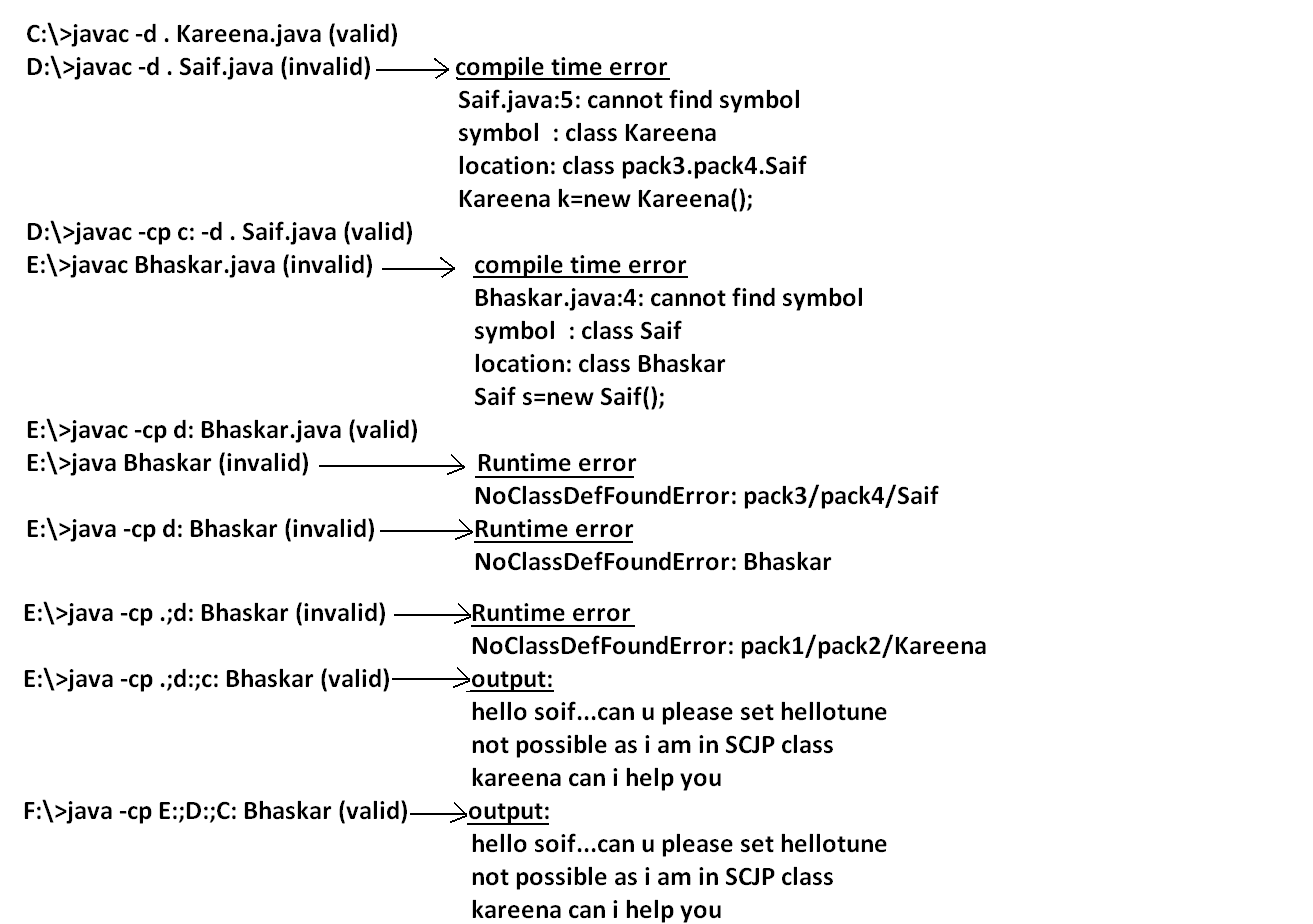 C:\>javac -d . Kareena.java (valid)
D:\>javac -d . Saif.java (invalid) compile time error
Saif.java:5: cannot find symbol
symbol : class Kareena
location: class pack3.pack4.Saif
Kareena k=new Kareena();
D:\>javac -cp c: -d . Saif.java (valid)
E:\>javac Bhaskar.java (invalid) compile time error
Bhaskar.java:4: cannot find symbol
symbol : class Saif
location: class Bhaskar
Saif s=new Saif();
E:\>javac -cp d: Bhaskar.java (valid)
E:\>java Bhaskar (invalid) Runtime error
NoClassDefFoundError: pack3/pack4/Saif
E:\>java -cp d: Bhaskar (invalid) Runtime error
NoClassDefFoundError: Bhaskar
E:\>java -cp .;d: Bhaskar (invalid) Runtime error
NoClassDefFoundError: pack1/pack2/Kareena
E:\>java -cp .;d:;c: Bhaskar (valid) output:
hello soif...can u please set hellotune
not possible as i am in SCJP class
kareena can i help you
F:\>java -cp E:;D:;C: Bhaskar (valid) output:
hello soif...can u please set hellotune
not possible as i am in SCJP class
kareena can i help you